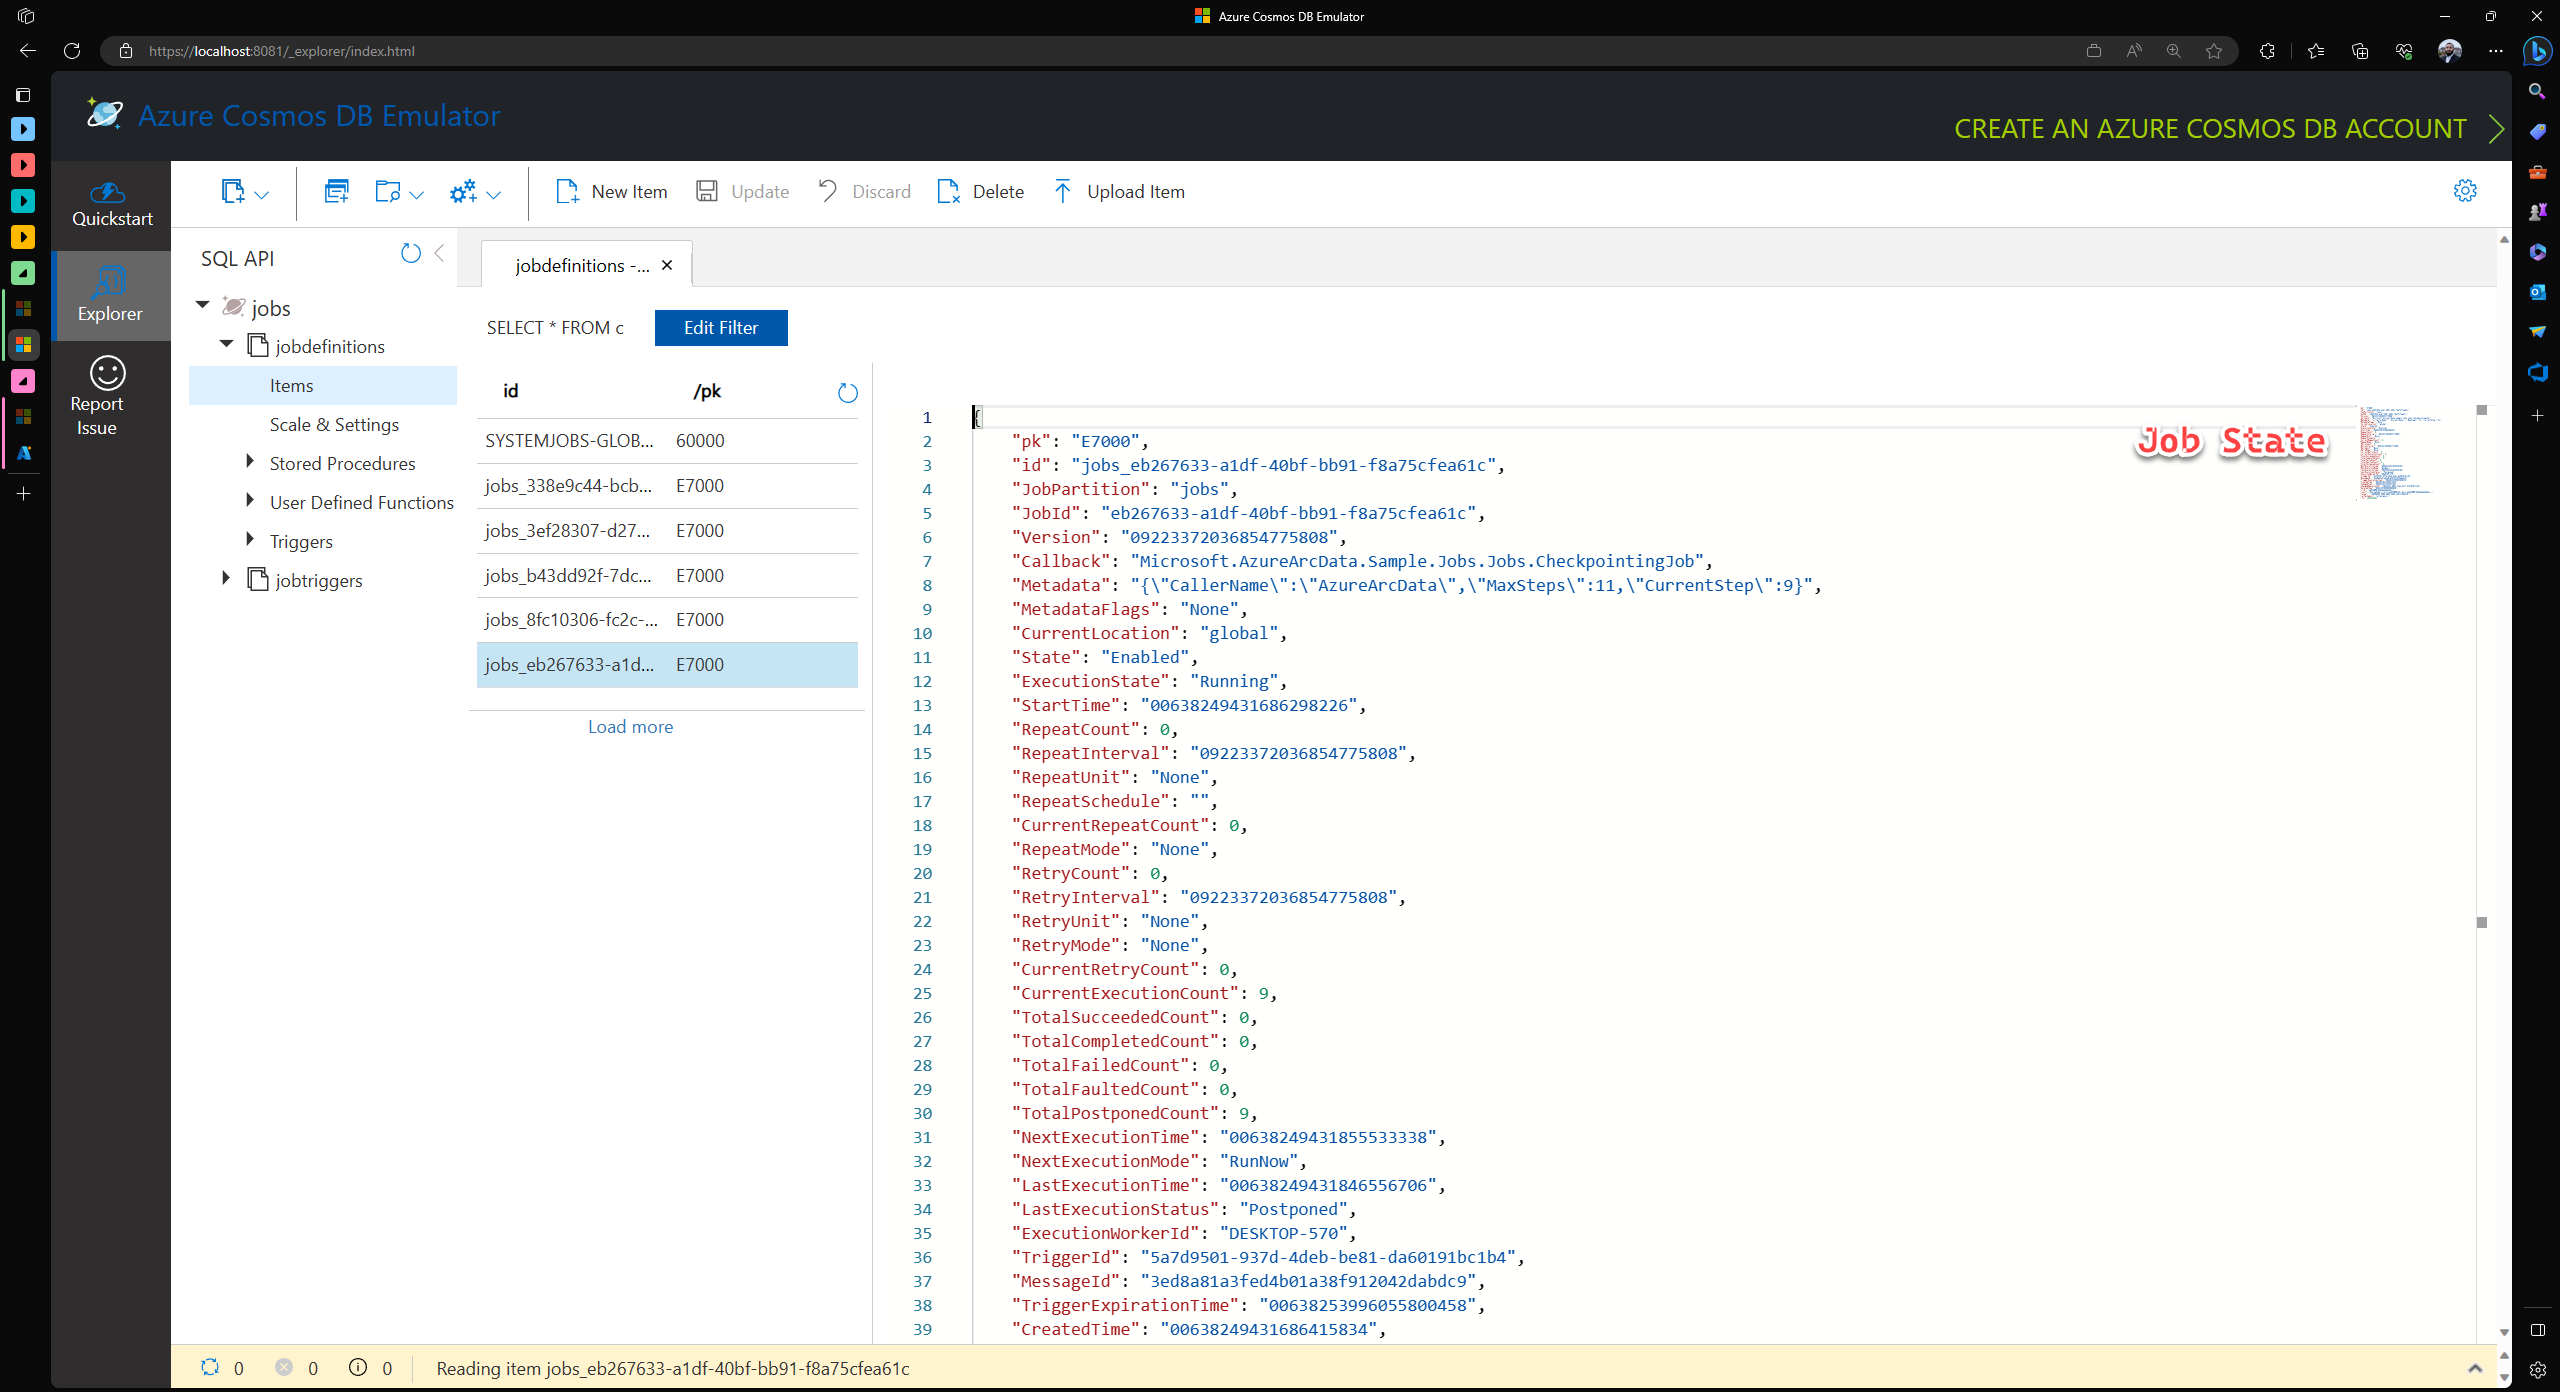 Azure Cosmos DB Emulator
https://localhost:8081/_explorer/index.html
Azure Cosmos DB Emulator
CREATE AN AZURE COSMOS DB ACCOUNT
Quickstart
Explorer
Report
Issue
New Item
Update
Discard
Delete
Upload Item
SQL API
jobs
jobdefinitions
Items
Scale & Settings
Stored Procedures
User Defined Functions
Triggers
jobtriggers
jobdefinitions -...
SELECT * FROM c
Edit Filter
id /pk
SYSTEMJOBS-GLOB... 60000
jobs_338e9c44-bcb... E7000
jobs_3ef28307-d27... E7000
jobs_b43dd92f-7dc... E7000
jobs_8fc10306-fc2c-... E7000
jobs_eb267633-a1d... E7000
Load more
Job State
1 {
2 "pk": "E7000",
3 "id": "jobs_eb267633-a1df-40bf-bb91-f8a75cfea61c",
4 "JobPartition": "jobs",
5 "JobId": "eb267633-a1df-40bf-bb91-f8a75cfea61c",
6 "Version": "09223372036854775808",
7 "Callback": "Microsoft.AzureArcData.Sample.Jobs.Jobs.CheckpointingJob",
8 "Metadata": "{\"CallerName\":\"AzureArcData\",\"MaxSteps\":11,\"CurrentStep\":9}",
9 "MetadataFlags": "None",
10 "CurrentLocation": "global",
11 "State": "Enabled",
12 "ExecutionState": "Running",
13 "StartTime": "00638249431686298226",
14 "RepeatCount": 0,
15 "RepeatInterval": "09223372036854775808",
16 "RepeatUnit": "None",
17 "RepeatSchedule": "",
18 "CurrentRepeatCount": 0,
19 "RepeatMode": "None",
20 "RetryCount": 0,
21 "RetryInterval": "09223372036854775808",
22 "RetryUnit": "None",
23 "RetryMode": "None",
24 "CurrentRetryCount": 0,
25 "CurrentExecutionCount": 9,
26 "TotalSucceededCount": 0,
27 "TotalCompletedCount": 0,
28 "TotalFailedCount": 0,
29 "TotalFaultedCount": 0,
30 "TotalPostponedCount": 9,
31 "NextExecutionTime": "00638249431855533338",
32 "NextExecutionMode": "RunNow",
33 "LastExecutionTime": "00638249431846556706",
34 "LastExecutionStatus": "Postponed",
35 "ExecutionWorkerId": "DESKTOP-570",
36 "TriggerId": "5a7d9501-937d-4deb-be81-da60191bc1b4",
37 "MessageId": "3ed8a81a3fed4b01a38f912042dabdc9",
38 "TriggerExpirationTime": "00638253996055800458",
39 "CreatedTime": "00638249431686415834",
0 0 0 Reading item jobs_eb267633-a1df-40bf-bb91-f8a75cfea61c